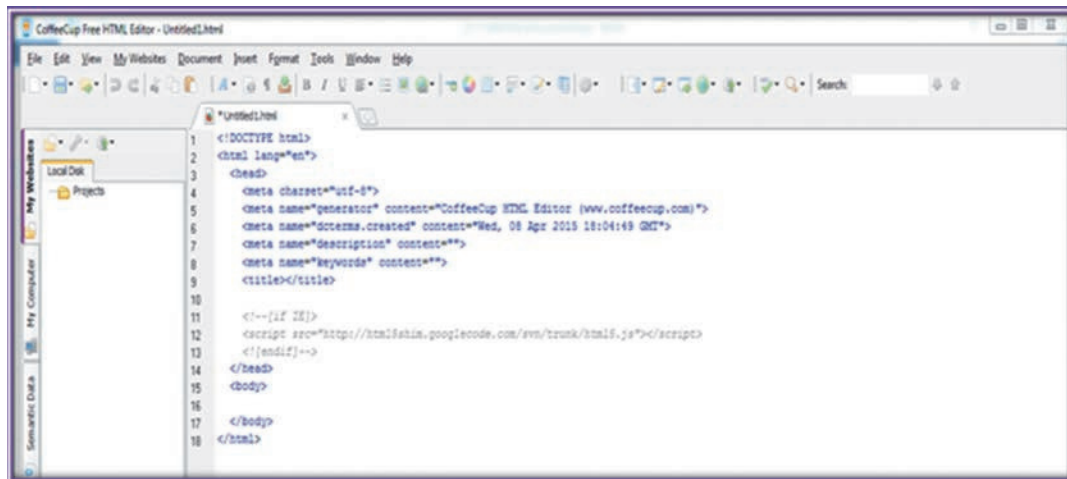 CoffeeCup Free HTML Editor - Untitled1.html
File Edit View My Websites Document Insert Format Tools Window Help
Search:
*Untitled1.html
My Websites
Local Disk
Projects
My Computer
Semantic Data
1 <!DOCTYPE html>
2 <html lang="en">
3 <head>
4 <meta charset="utf-8">
5 <meta name="generator" content="CoffeeCup HTML Editor (www.coffeecup.com)">
6 <meta name="dcterms.created" content="Wed, 08 Apr 2015 18:04:49 GMT">
7 <meta name="description" content="">
8 <meta name="keywords" content="">
9 <title></title>
10
11 <!--[if IE]>
12 <script src="http://html5shim.googlecode.com/svn/trunk/html5.js"></script>
13 <![endif]-->
14 </head>
15 <body>
16
17 </body>
18 </html>